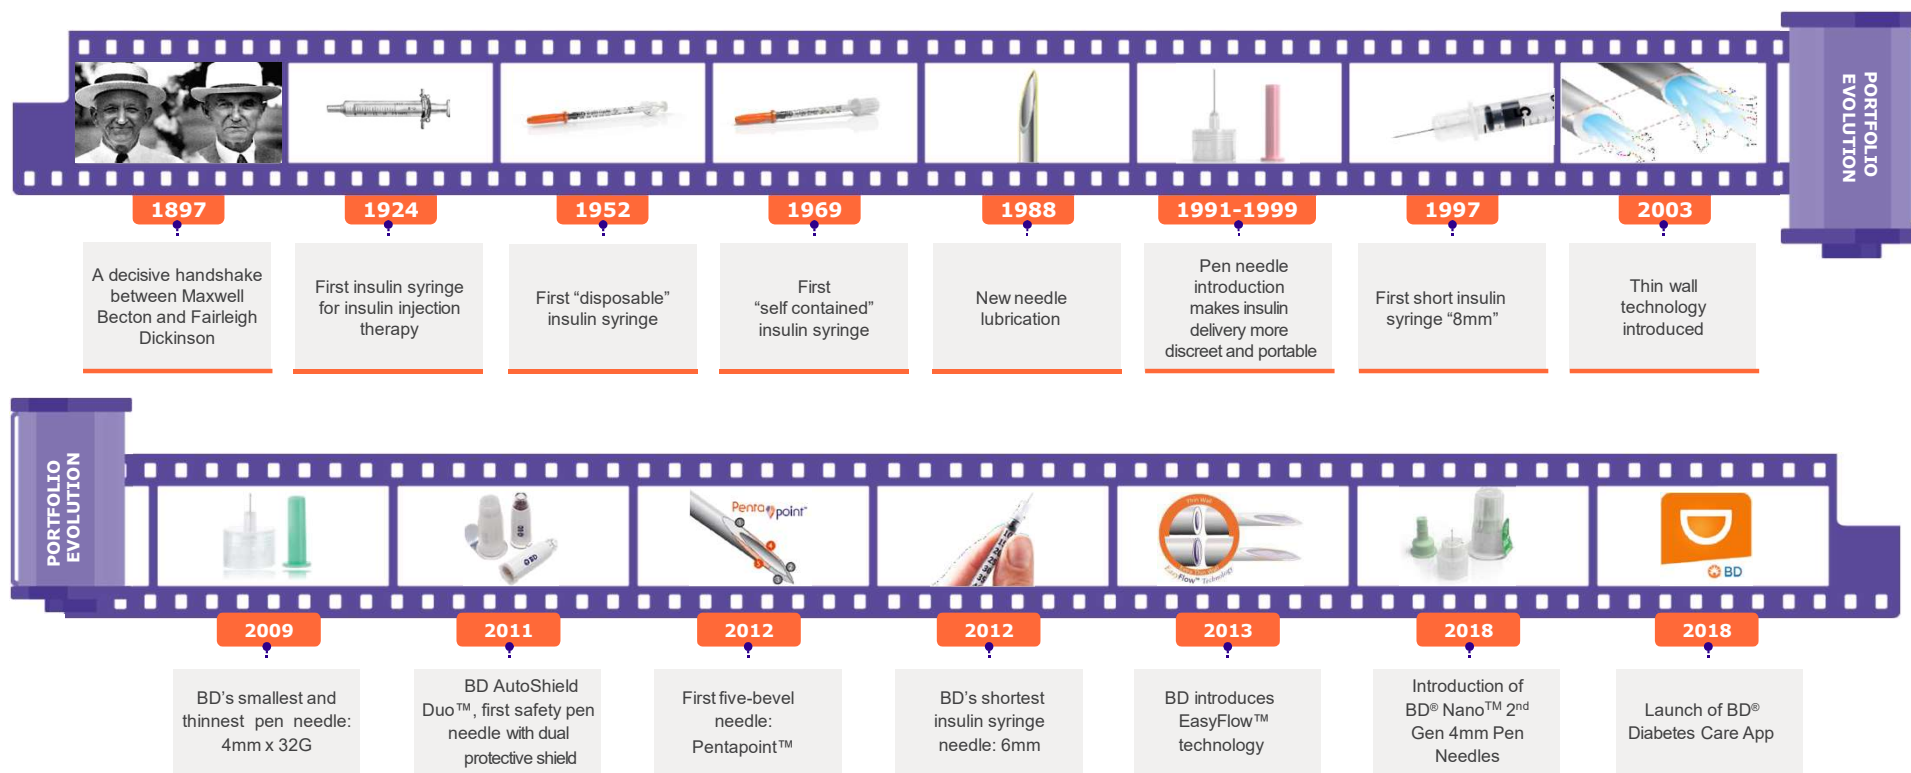 PORTFOLIO
EVOLUTION
1897
1924
1952
1969
1988
1991-1999
1997
2003
A decisive handshake
between Maxwell
Becton and Fairleigh
Dickinson
First insulin syringe
for insulin injection
therapy
First “disposable”
insulin syringe
First
“self contained”
insulin syringe
New needle
lubrication
Pen needle
introduction
makes insulin
delivery more
discreet and portable
First short insulin
syringe “8mm”
Thin wall
technology
introduced
PORTFOLIO
EVOLUTION
BD
Pentapoint™
Thin Wall
EasyFlow™ Technology
BD
2009
2011
2012
2012
2013
2018
2018
BD’s smallest and
thinnest pen needle:
4mm x 32G
BD AutoShield
Duo™, first safety pen
needle with dual
protective shield
First five-bevel
needle:
Pentapoint™
BD’s shortest
insulin syringe
needle: 6mm
BD introduces
EasyFlow™
technology
Introduction of
BD® Nano™ 2nd
Gen 4mm Pen
Needles
Launch of BD®
Diabetes Care App